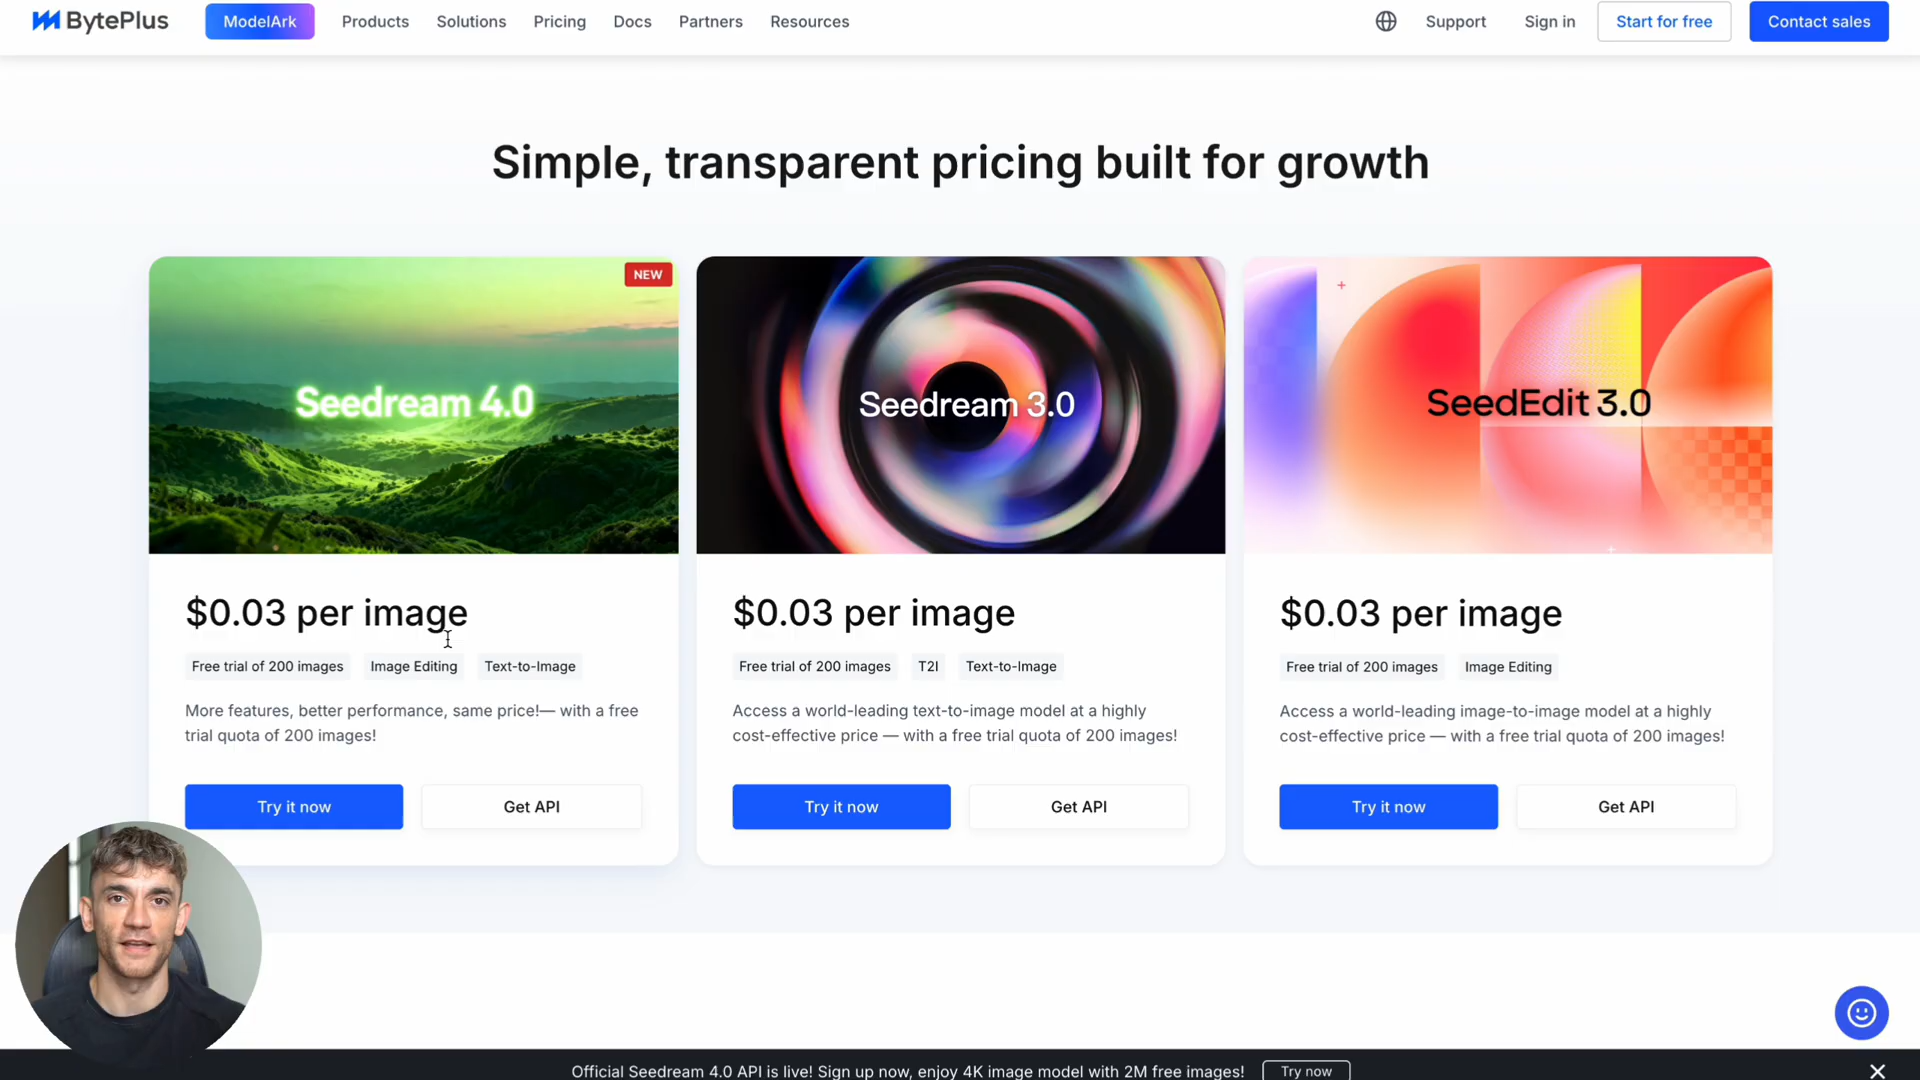 BytePlus
ModelArk
Products
Solutions
Pricing
Docs
Partners
Resources
Support
Sign in
Start for free
Contact sales
Simple, transparent pricing built for growth
NEW
Seedream 4.0
$0.03 per image
Free trial of 200 images
Image Editing
Text-to-Image
More features, better performance, same price!— with a free
trial quota of 200 images!
Try it now
Get API
Seedream 3.0
$0.03 per image
Free trial of 200 images
T2I
Text-to-Image
Access a world-leading text-to-image model at a highly
cost-effective price — with a free trial quota of 200 images!
Try it now
Get API
SeedEdit 3.0
$0.03 per image
Free trial of 200 images
Image Editing
Access a world-leading image-to-image model at a highly
cost-effective price — with a free trial quota of 200 images!
Try it now
Get API
Official Seedream 4.0 API is live! Sign up now, enjoy 4K image model with 2M free images!
Try now